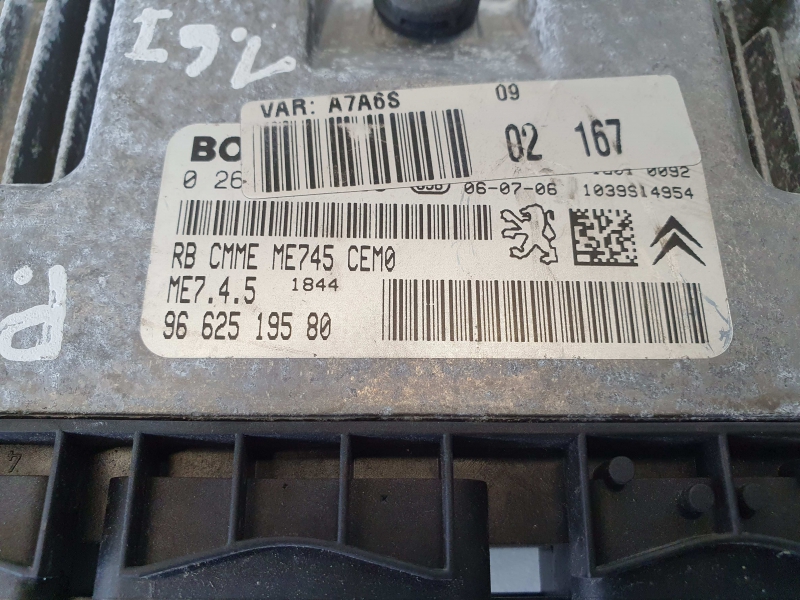 VAR: A7A6S 09
02 167
BO
0 26 06-07-06 1039S14954
0092
RB CMME ME745 CEM0
ME7.4.5 1844
96 625 195 80